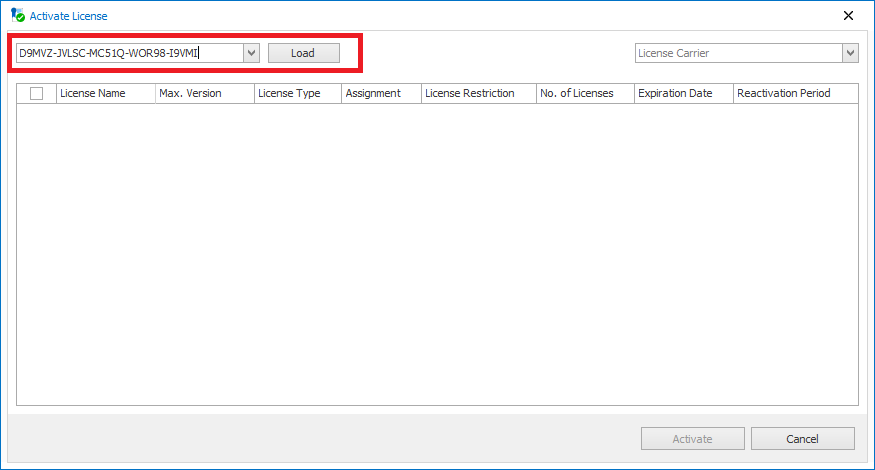 Activate License
D9MVZ-JVLSC-MC51Q-WOR98-I9VMI
Load
License Carrier
License Name Max. Version License Type Assignment License Restriction No. of Licenses Expiration Date Reactivation Period
Activate Cancel